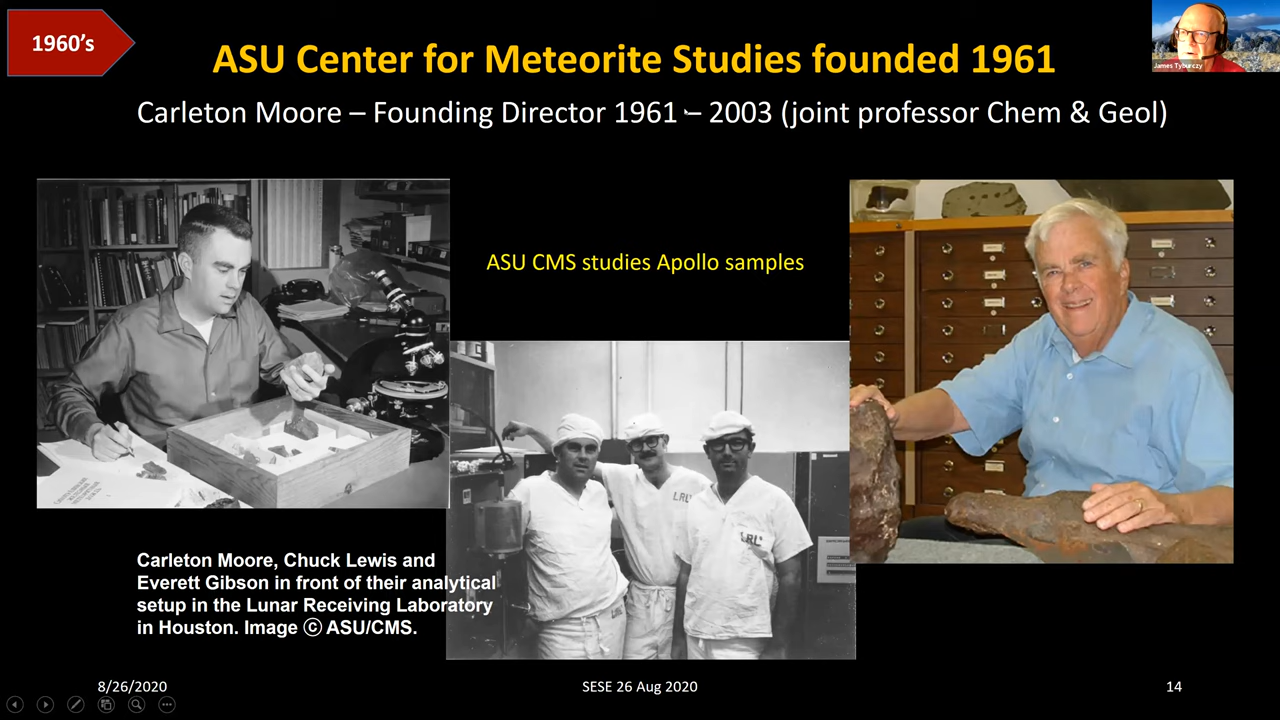 1960's
ASU Center for Meteorite Studies founded 1961
James Tyburczy
Carleton Moore – Founding Director 1961 – 2003 (joint professor Chem & Geol)
ASU CMS studies Apollo samples
LRL
LRL
Carleton Moore, Chuck Lewis and
Everett Gibson in front of their analytical
setup in the Lunar Receiving Laboratory
in Houston. Image ⓒ ASU/CMS.
8/26/2020
SESE 26 Aug 2020
14